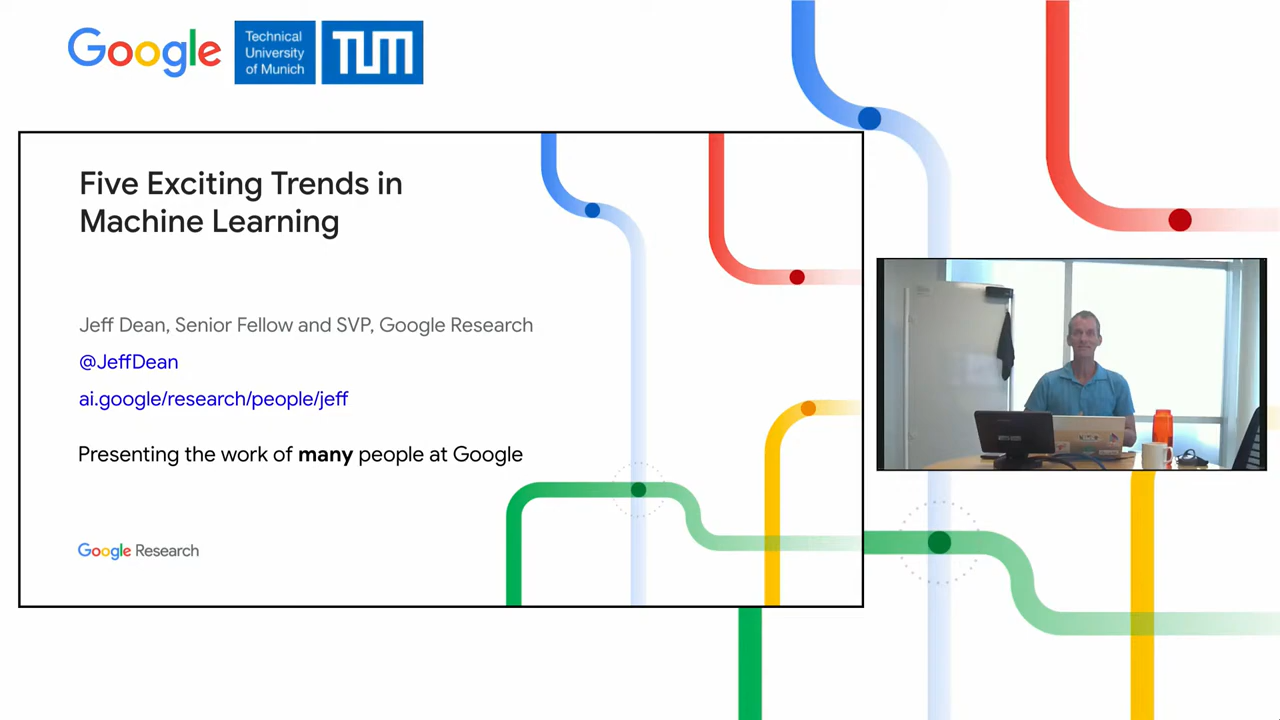 Google
Technical
University
of Munich
TUM
Five Exciting Trends in
Machine Learning
Jeff Dean, Senior Fellow and SVP, Google Research
@JeffDean
ai.google/research/people/jeff
Presenting the work of many people at Google
Google Research